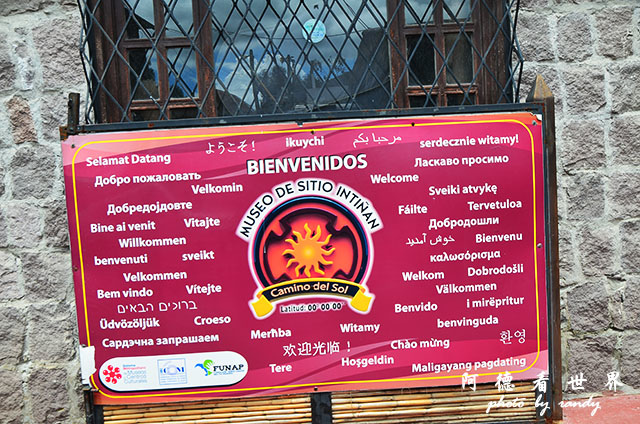 ようこそ!
ikuychi
مرحبا بكم
serdecznie witamy!
Selamat Datang
BIENVENIDOS
Ласкаво просимо
Добро пожаловать
Velkomin
Welcome
Sveiki atvykę
Добредојдовте
Fáilte
Tervetuloa
Bine ai venit
Vitajte
Добродошли
Willkommen
خوش آمدید
Bienvenu
benvenuti
sveikt
καλωσόρισμα
Velkommen
Welkom
Dobrodošli
Bem vindo
Vítejte
Välkommen
ברוכים הבאים
Benvido
i mirëpritur
Üdvözöljük
Croeso
benvinguda
Merħba
Witamy
Сардэчна запрашаем
欢迎光临!
Chào mừng
환영
Tere
Hoşgeldin
Maligayang pagdating
MUSEO DE SITIO INTIÑAN
Camino del Sol
Latitud: 00° 00' 00"
FUNAP
阿德看世界
photo by randy